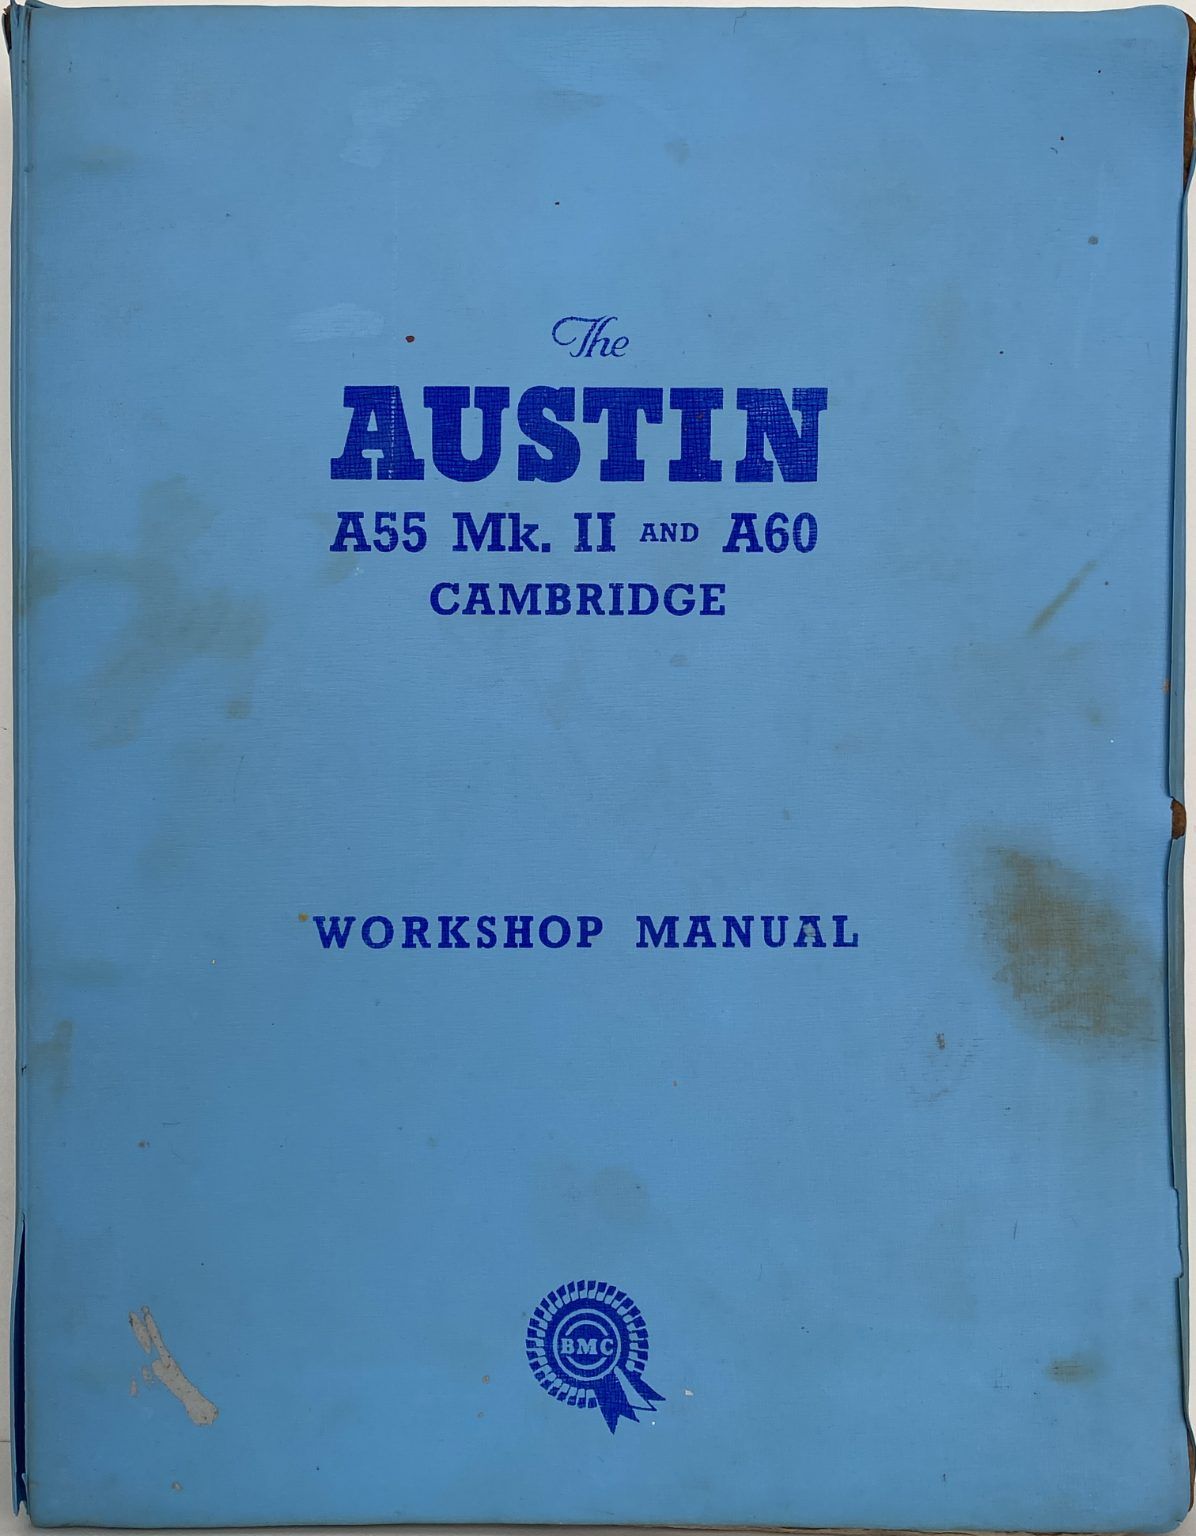 The
AUSTIN
A55 Mk. II AND A60
CAMBRIDGE
WORKSHOP MANUAL
BMC